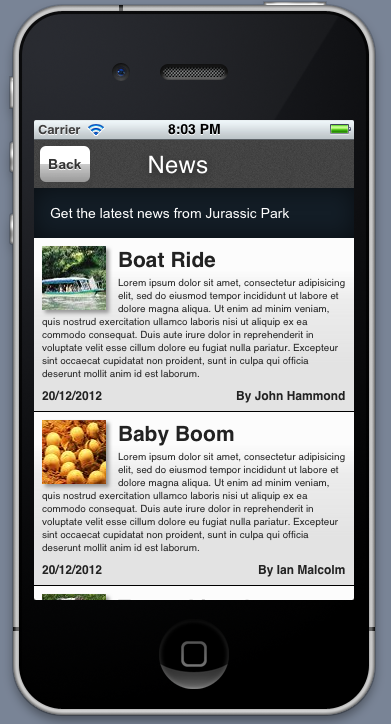 Carrier 8:03 PM
Back News
Get the latest news from Jurassic Park
Boat Ride
Lorem ipsum dolor sit amet, consectetur adipisicing
elit, sed do eiusmod tempor incididunt ut labore et
dolore magna aliqua. Ut enim ad minim veniam,
quis nostrud exercitation ullamco laboris nisi ut aliquip ex ea
commodo consequat. Duis aute irure dolor in reprehenderit in
voluptate velit esse cillum dolore eu fugiat nulla pariatur. Excepteur
sint occaecat cupidatat non proident, sunt in culpa qui officia
deserunt mollit anim id est laborum.
20/12/2012 By John Hammond
Baby Boom
Lorem ipsum dolor sit amet, consectetur adipisicing
elit, sed do eiusmod tempor incididunt ut labore et
dolore magna aliqua. Ut enim ad minim veniam,
quis nostrud exercitation ullamco laboris nisi ut aliquip ex ea
commodo consequat. Duis aute irure dolor in reprehenderit in
voluptate velit esse cillum dolore eu fugiat nulla pariatur. Excepteur
sint occaecat cupidatat non proident, sunt in culpa qui officia
deserunt mollit anim id est laborum.
20/12/2012 By Ian Malcolm